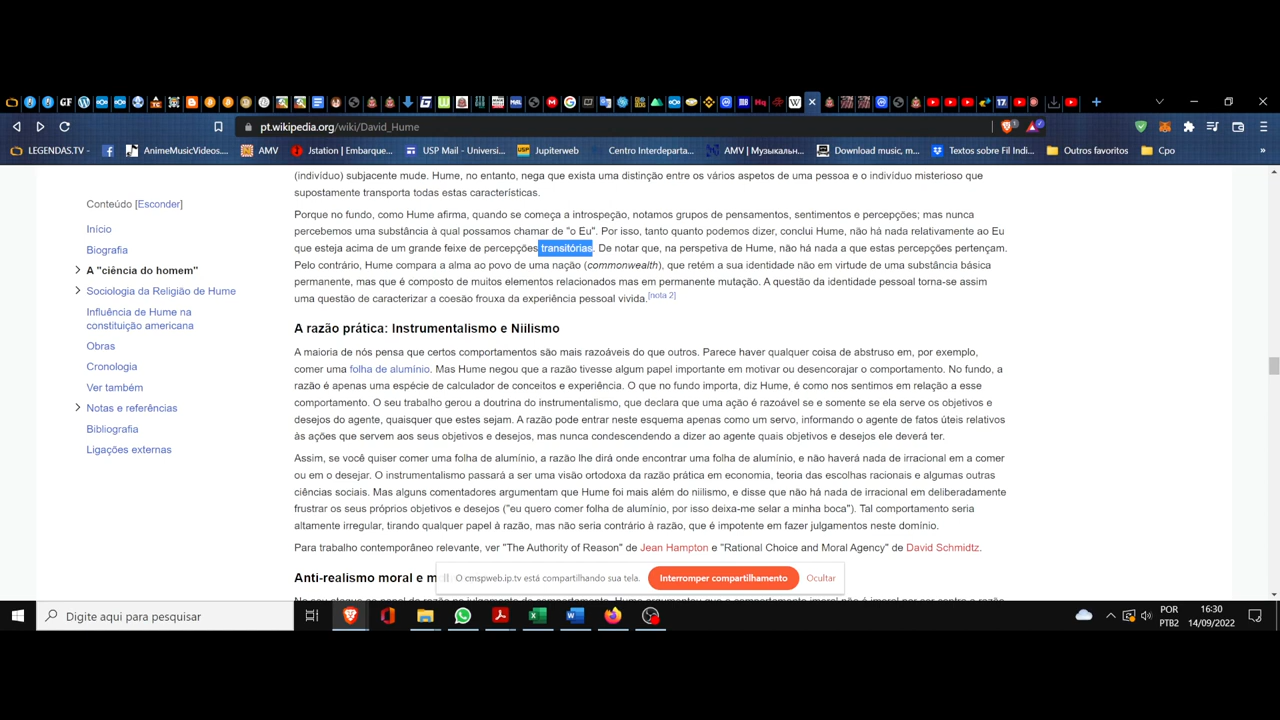 pt.wikipedia.org/wiki/David_Hume
LEGENDAS.TV -
AnimeMusicVideos....
AMV
Jstation | Embarque...
USP Mail - Universi...
Jupiterweb
Centro Interdeparta...
AMV | Музыкальн...
Download music, m...
Textos sobre Fil Indi...
Outros favoritos
Cpo
»
Conteúdo [Esconder]
Início
Biografia
A "ciência do homem"
Sociologia da Religião de Hume
Influência de Hume na
constituição americana
Obras
Cronologia
Ver também
Notas e referências
Bibliografia
Ligações externas
(indivíduo) subjacente mude. Hume, no entanto, nega que exista uma distinção entre os vários aspetos de uma pessoa e o indivíduo misterioso que
supostamente transporta todas estas características.
Porque no fundo, como Hume afirma, quando se começa a introspeção, notamos grupos de pensamentos, sentimentos e percepções; mas nunca
percebemos uma substância à qual possamos chamar de "o Eu". Por isso, tanto quanto podemos dizer, conclui Hume, não há nada relativamente ao Eu
que esteja acima de um grande feixe de percepções transitórias. De notar que, na perspetiva de Hume, não há nada a que estas percepções pertençam.
Pelo contrário, Hume compara a alma ao povo de uma nação (commonwealth), que retém a sua identidade não em virtude de uma substância básica
permanente, mas que é composto de muitos elementos relacionados mas em permanente mutação. A questão da identidade pessoal torna-se assim
uma questão de caracterizar a coesão frouxa da experiência pessoal vivida.[nota 2]
A razão prática: Instrumentalismo e Niilismo
A maioria de nós pensa que certos comportamentos são mais razoáveis do que outros. Parece haver qualquer coisa de abstruso em, por exemplo,
comer uma folha de alumínio. Mas Hume negou que a razão tivesse algum papel importante em motivar ou desencorajar o comportamento. No fundo, a
razão é apenas uma espécie de calculador de conceitos e experiência. O que no fundo importa, diz Hume, é como nos sentimos em relação a esse
comportamento. O seu trabalho gerou a doutrina do instrumentalismo, que declara que uma ação é razoável se e somente se ela serve os objetivos e
desejos do agente, quaisquer que estes sejam. A razão pode entrar neste esquema apenas como um servo, informando o agente de fatos úteis relativos
às ações que servem aos seus objetivos e desejos, mas nunca condescendendo a dizer ao agente quais objetivos e desejos ele deverá ter.
Assim, se você quiser comer uma folha de alumínio, a razão lhe dirá onde encontrar uma folha de alumínio, e não haverá nada de irracional em a comer
ou em o desejar. O instrumentalismo passará a ser uma visão ortodoxa da razão prática em economia, teoria das escolhas racionais e algumas outras
ciências sociais. Mas alguns comentadores argumentam que Hume foi mais além do niilismo, e disse que não há nada de irracional em deliberadamente
frustrar os seus próprios objetivos e desejos ("eu quero comer folha de alumínio, por isso deixa-me selar a minha boca"). Tal comportamento seria
altamente irregular, tirando qualquer papel à razão, mas não seria contrário à razão, que é impotente em fazer julgamentos neste domínio.
Para trabalho contemporâneo relevante, ver "The Authority of Reason" de Jean Hampton e "Rational Choice and Moral Agency" de David Schmidtz.
Anti-realismo moral e m
O cmspweb.ip.tv está compartilhando sua tela.
Interromper compartilhamento
Ocultar
Digite aqui para pesquisar
POR
PTB2
16:30
14/09/2022